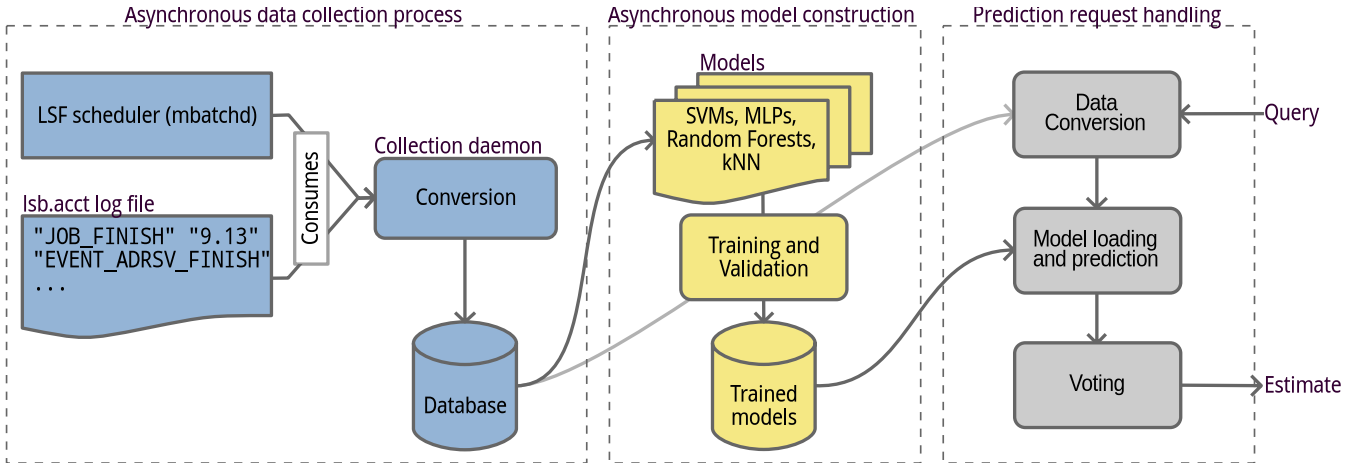 Asynchronous data collection process
LSF scheduler (mbatchd)
Consumes
lsb.acct log file
"JOB_FINISH" "9.13"
"EVENT_ADRSV_FINISH"
...
Collection daemon
Conversion
Database
Asynchronous model construction
Models
SVMs, MLPs,
Random Forests,
kNN
Training and
Validation
Trained
models
Prediction request handling
Data
Conversion
Query
Model loading
and prediction
Voting
Estimate